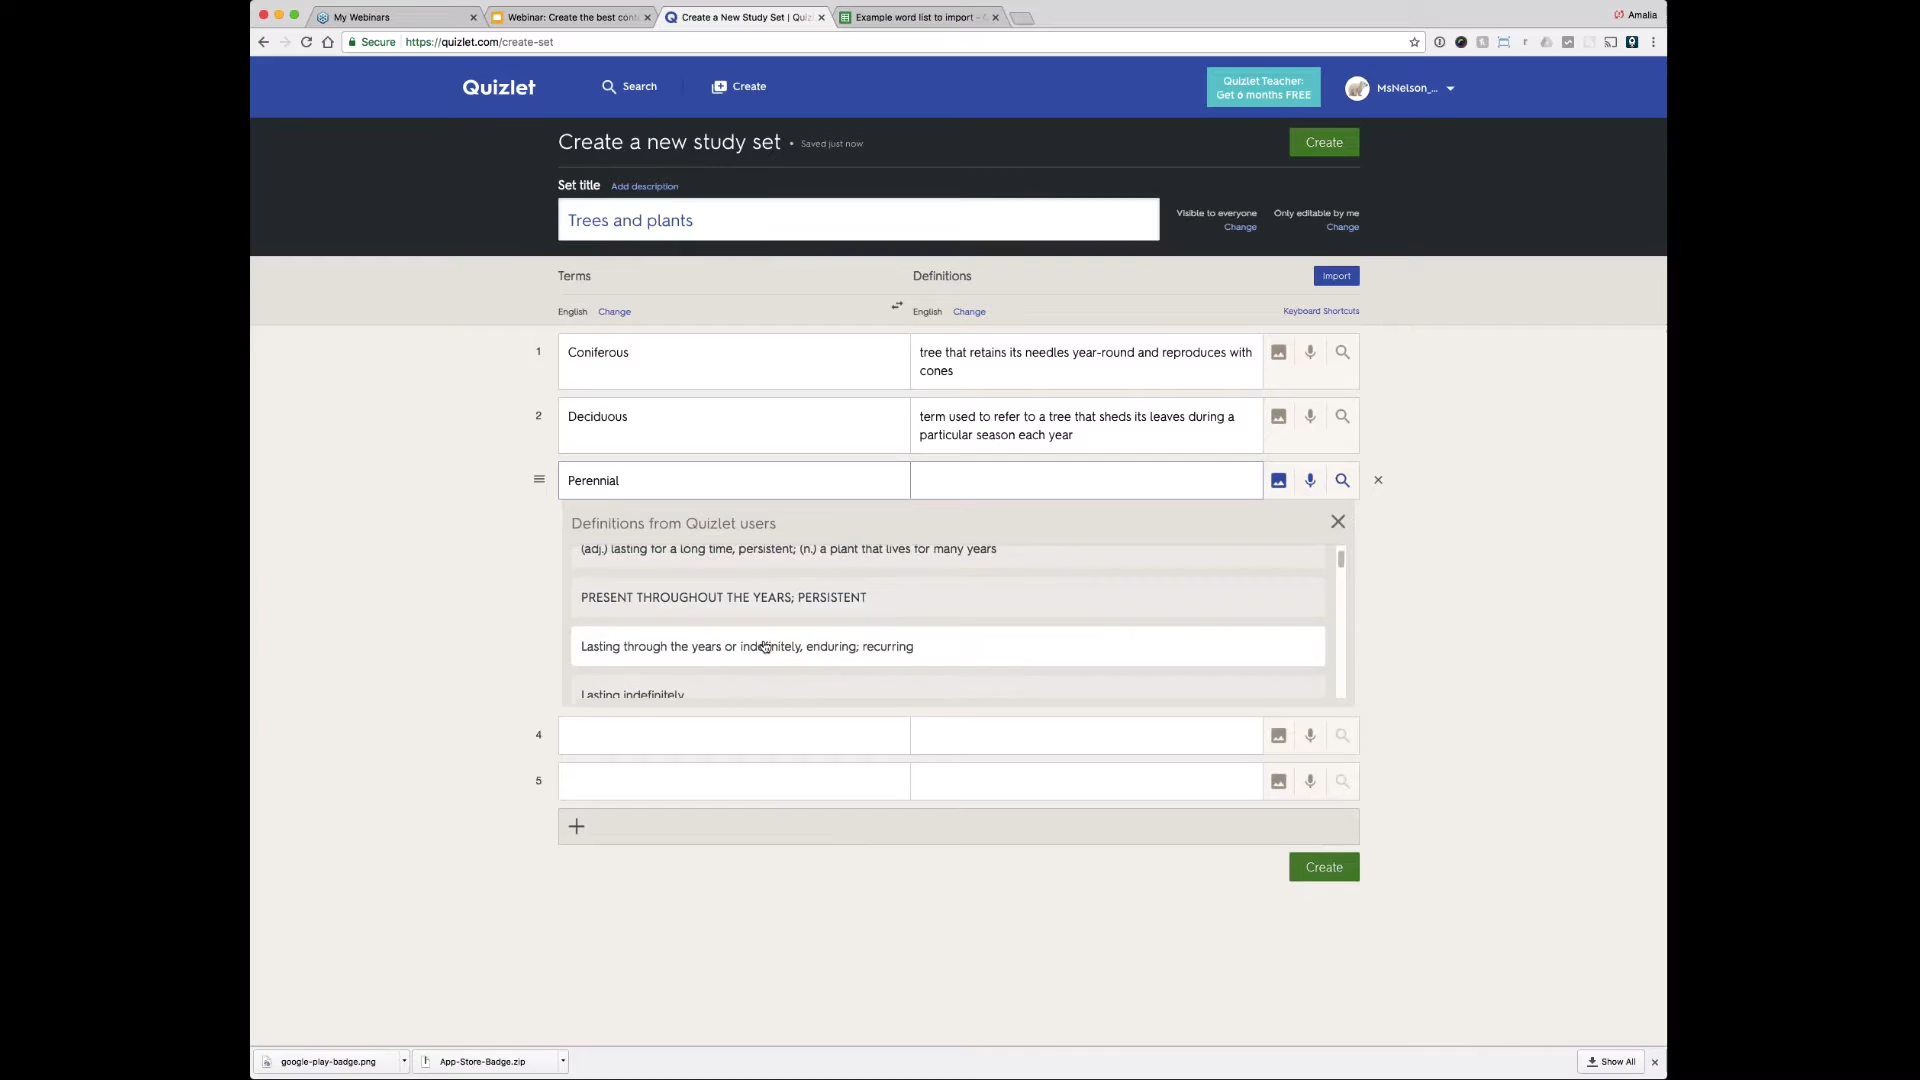 My Webinars
Webinar: Create the best cont
Create a New Study Set | Quiz
Example word list to import -
Amalia
Secure
https://quizlet.com/create-set
Quizlet
Search
Create
Quizlet Teacher:
Get 6 months FREE
MsNelson_...
Create a new study set
• Saved just now
Create
Set title
Add description
Trees and plants
Visible to everyone
Change
Only editable by me
Change
Terms
Definitions
Import
English Change
English Change
Keyboard Shortcuts
1
Coniferous
tree that retains its needles year-round and reproduces with
cones
2
Deciduous
term used to refer to a tree that sheds its leaves during a
particular season each year
Perennial
Definitions from Quizlet users
(adj.) lasting for a long time, persistent; (n.) a plant that lives for many years
PRESENT THROUGHOUT THE YEARS; PERSISTENT
Lasting through the years or indefinitely, enduring; recurring
Lasting indefinitely
4
5
Create
google-play-badge.png
App-Store-Badge.zip
Show All